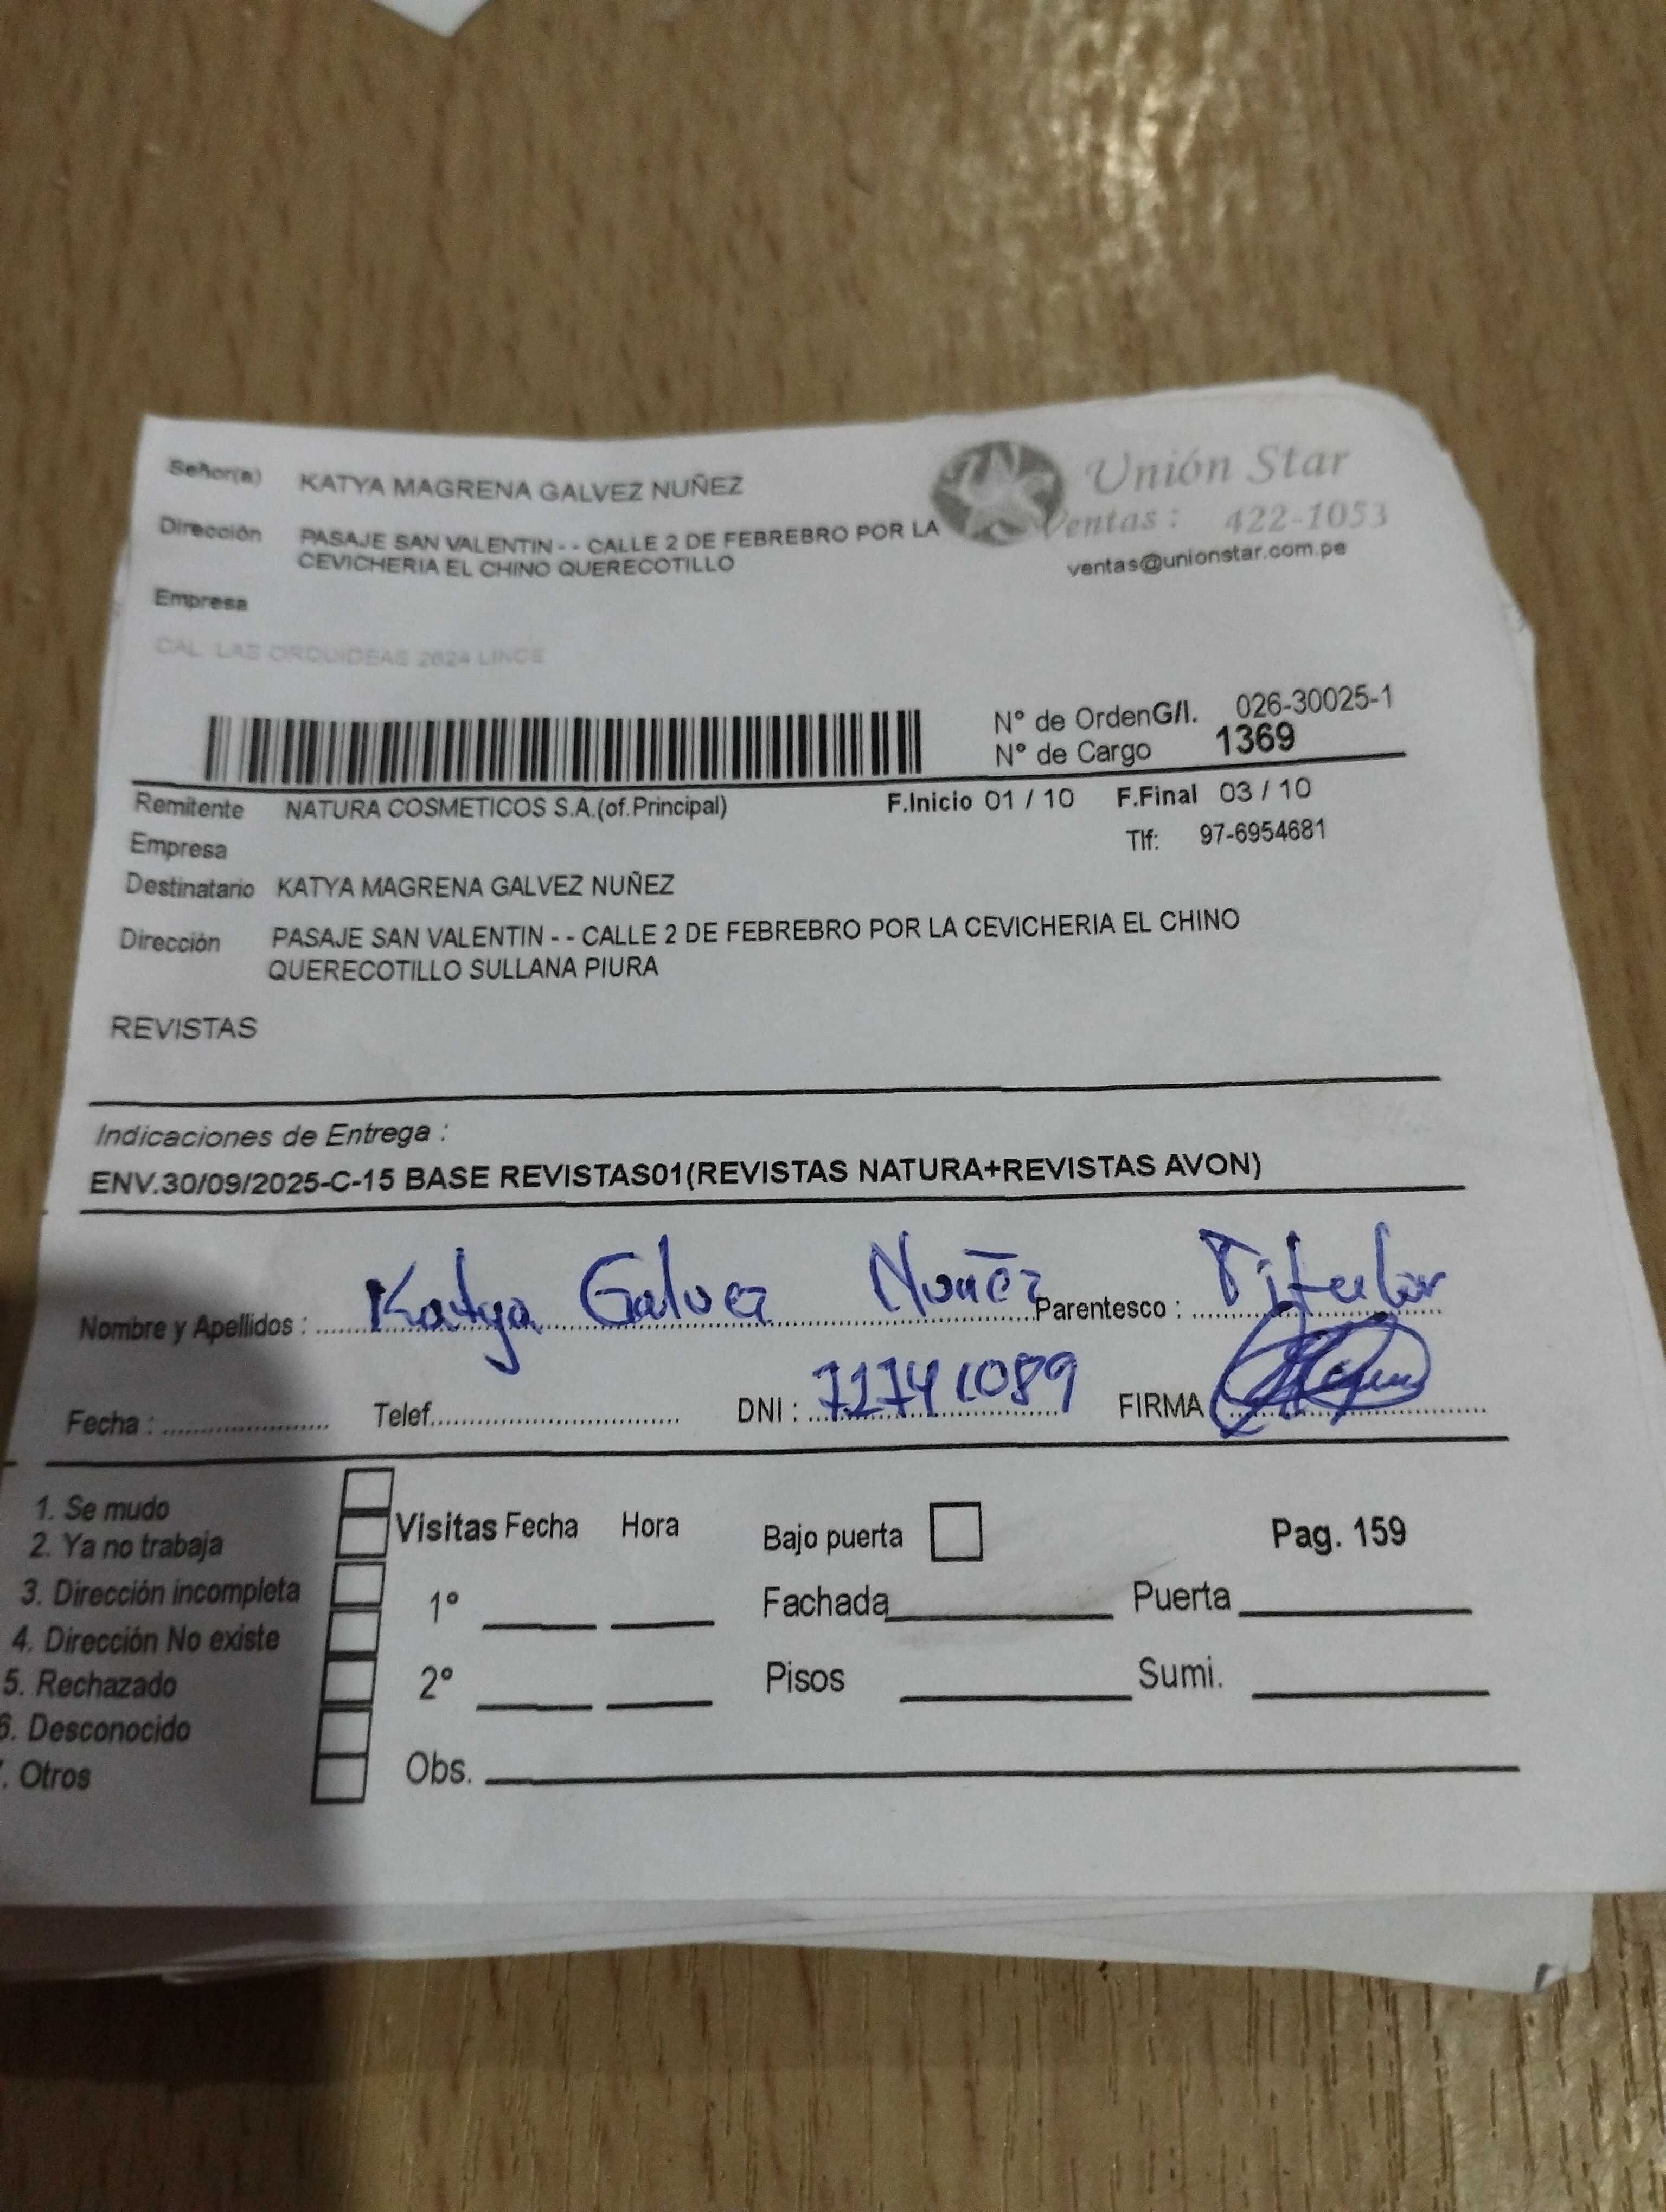 Señor(a) KATYA MAGRENA GALVEZ NUÑEZ
Unión Star
Ventas : 422-1053
ventas@unionstar.com.pe
Dirección PASAJE SAN VALENTIN - - CALLE 2 DE FEBREBRO POR LA
CEVICHERIA EL CHINO QUERECOTILLO
Empresa
CAL. LAS ORQUIDEAS 2624 LINCE
N° de OrdenG/I. 026-30025-1
N° de Cargo 1369
Remitente NATURA COSMETICOS S.A.(of.Principal) F.Inicio 01 / 10 F.Final 03 / 10
Empresa Tlf: 97-6954681
Destinatario KATYA MAGRENA GALVEZ NUÑEZ
Dirección PASAJE SAN VALENTIN - - CALLE 2 DE FEBREBRO POR LA CEVICHERIA EL CHINO
QUERECOTILLO SULLANA PIURA
REVISTAS
Indicaciones de Entrega :
ENV.30/09/2025-C-15 BASE REVISTAS01(REVISTAS NATURA+REVISTAS AVON)
Nombre y Apellidos : Katya Galvez Nuñez Parentesco : Titular
Fecha : Telef. DNI : 72741089 FIRMA
1. Se mudo
2. Ya no trabaja
3. Dirección incompleta
4. Dirección No existe
5. Rechazado
6. Desconocido
. Otros
Visitas Fecha Hora Bajo puerta Pag. 159
1° Fachada Puerta
2° Pisos Sumi.
Obs.